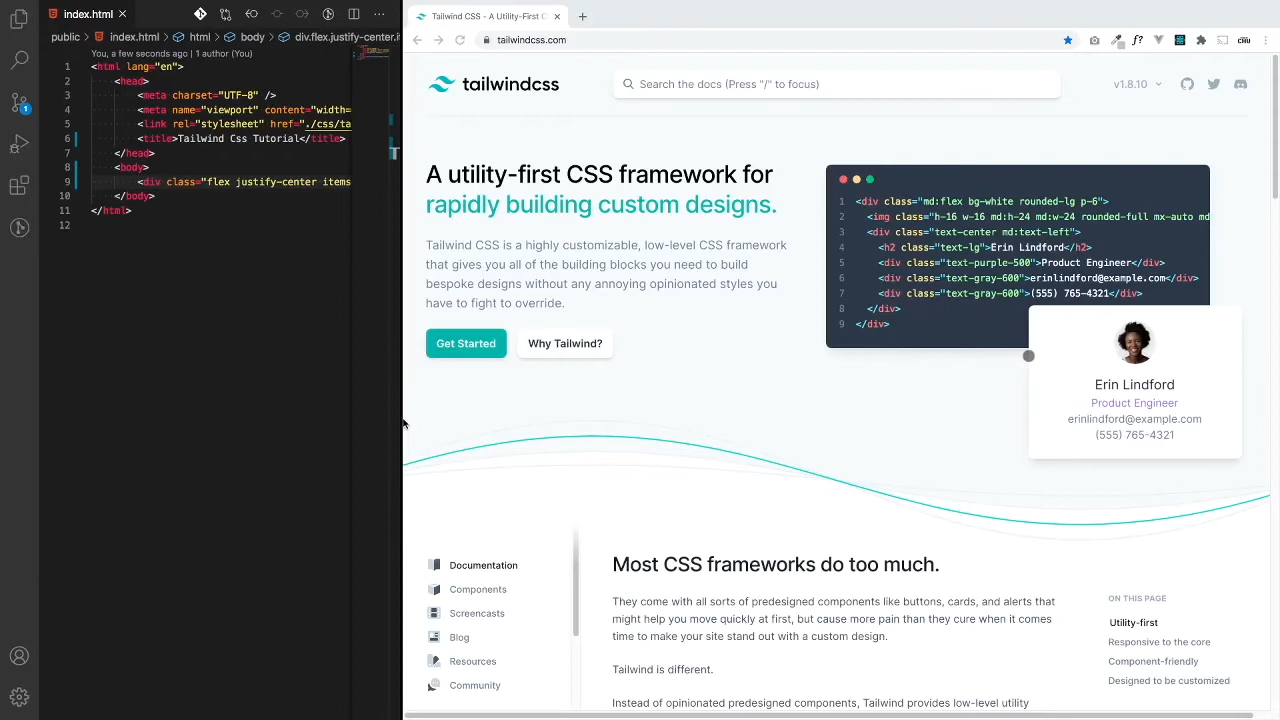 index.html
public > index.html > html > body > div.flex.justify-center.i
You, a few seconds ago | 1 author (You)
1 <html lang="en">
2 <head>
3 <meta charset="UTF-8" />
4 <meta name="viewport" content="width=
5 <link rel="stylesheet" href="./css/ta
6 <title>Tailwind Css Tutorial</title>
7 </head>
8 <body>
9 <div class="flex justify-center items
10 </body>
11 </html>
12
1
Tailwind CSS - A Utility-First C
tailwindcss.com
tailwindcss
Search the docs (Press "/" to focus)
v1.8.10
A utility-first CSS framework for
rapidly building custom designs.
Tailwind CSS is a highly customizable, low-level CSS framework
that gives you all of the building blocks you need to build
bespoke designs without any annoying opinionated styles you
have to fight to override.
Get Started
Why Tailwind?
1 <div class="md:flex bg-white rounded-lg p-6">
2 <img class="h-16 w-16 md:h-24 md:w-24 rounded-full mx-auto md
3 <div class="text-center md:text-left">
4 <h2 class="text-lg">Erin Lindford</h2>
5 <div class="text-purple-500">Product Engineer</div>
6 <div class="text-gray-600">erinlindford@example.com</div>
7 <div class="text-gray-600">(555) 765-4321</div>
8 </div>
9 </div>
Erin Lindford
Product Engineer
erinlindford@example.com
(555) 765-4321
Documentation
Components
Screencasts
Blog
Resources
Community
Most CSS frameworks do too much.
They come with all sorts of predesigned components like buttons, cards, and alerts that
might help you move quickly at first, but cause more pain than they cure when it comes
time to make your site stand out with a custom design.
Tailwind is different.
Instead of opinionated predesigned components, Tailwind provides low-level utility
ON THIS PAGE
Utility-first
Responsive to the core
Component-friendly
Designed to be customized